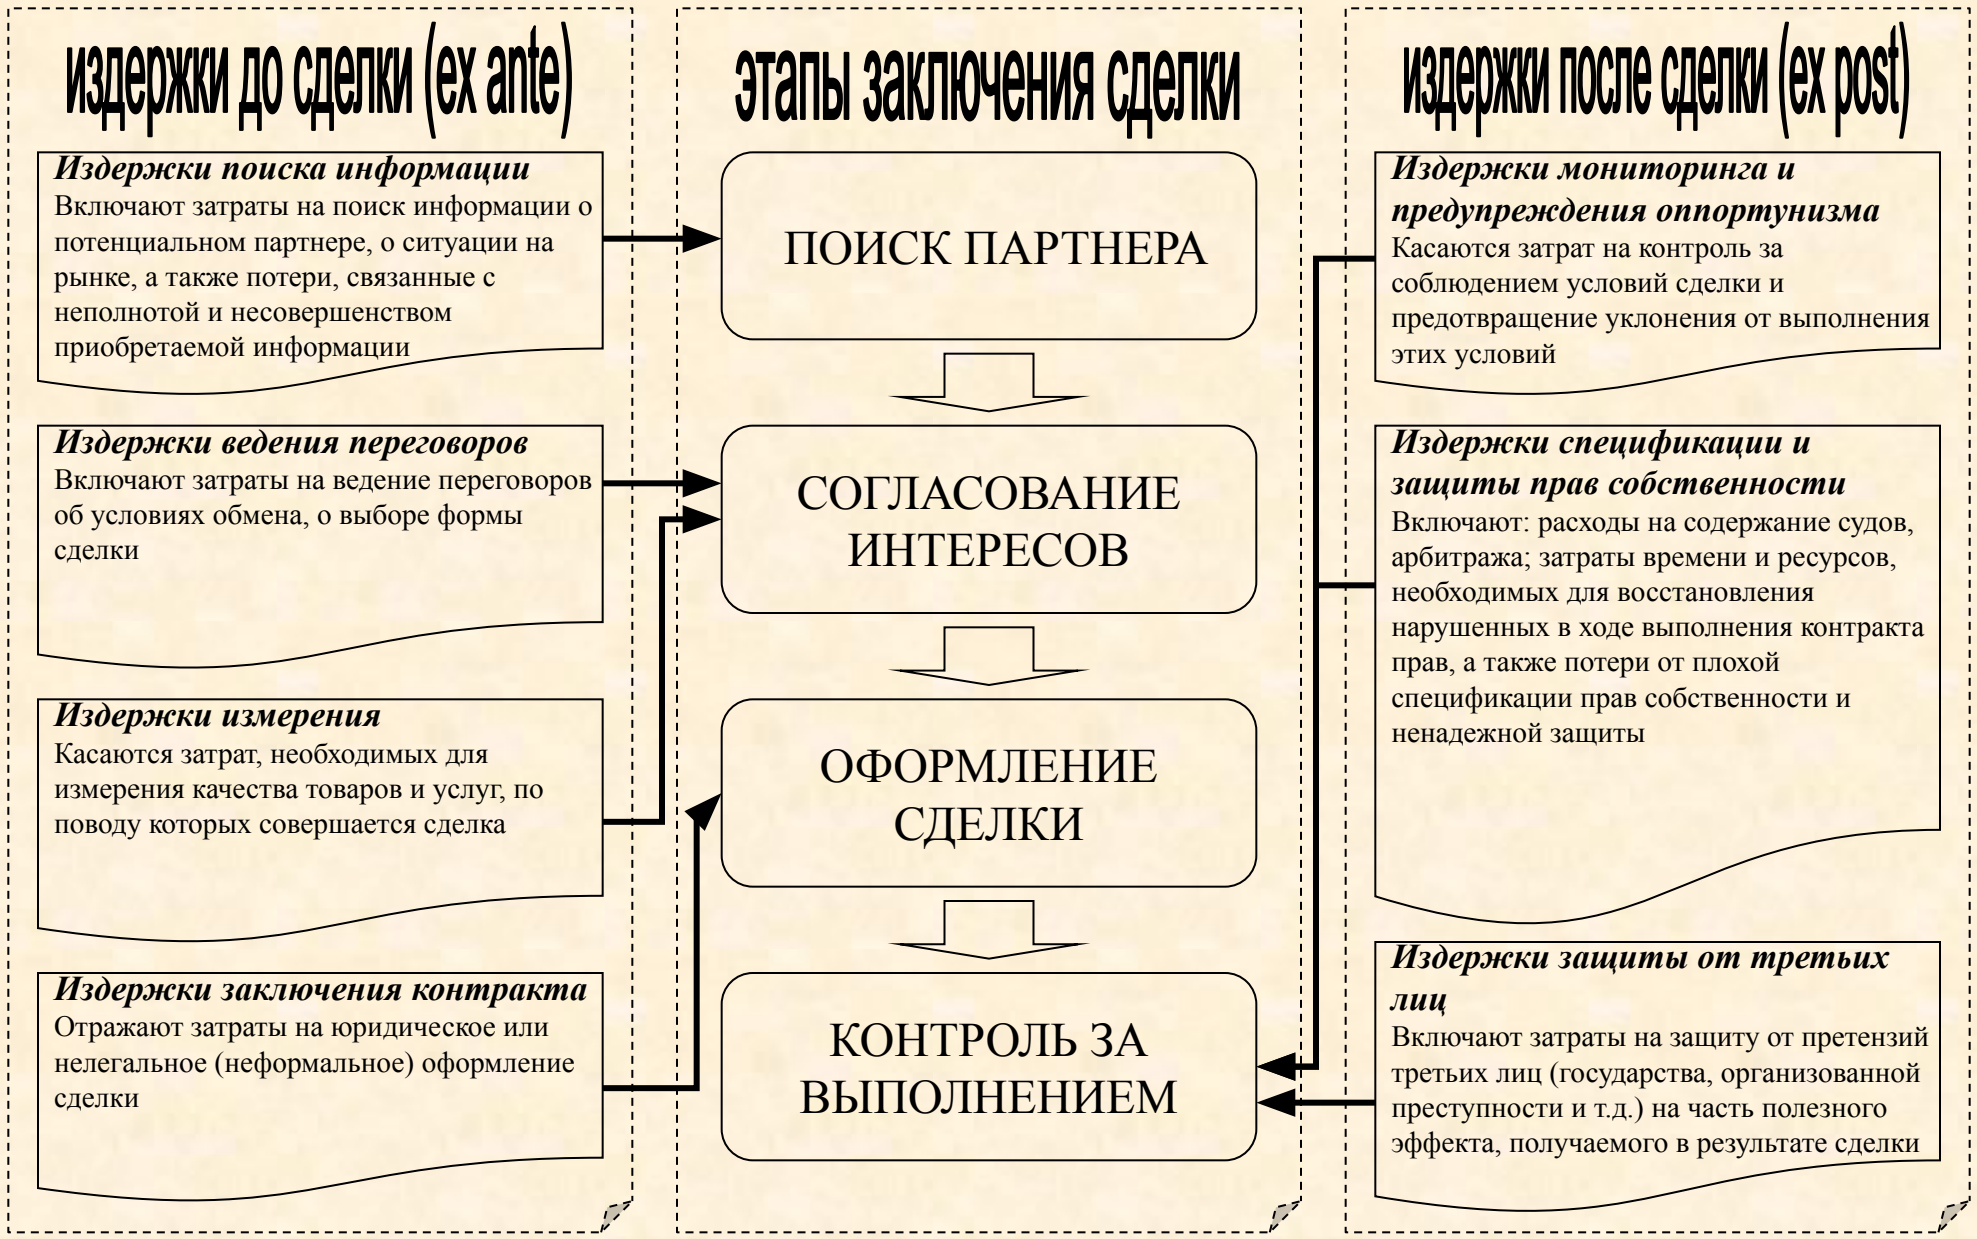 издержки до сделки (ex ante)
Издержки поиска информации
Включают затраты на поиск информации о
потенциальном партнере, о ситуации на
рынке, а также потери, связанные с
неполнотой и несовершенством
приобретаемой информации
Издержки ведения переговоров
Включают затраты на ведение переговоров
об условиях обмена, о выборе формы
сделки
Издержки измерения
Касаются затрат, необходимых для
измерения качества товаров и услуг, по
поводу которых совершается сделка
Издержки заключения контракта
Отражают затраты на юридическое или
нелегальное (неформальное) оформление
сделки
этапы заключения сделки
ПОИСК ПАРТНЕРА
СОГЛАСОВАНИЕ
ИНТЕРЕСОВ
ОФОРМЛЕНИЕ
СДЕЛКИ
КОНТРОЛЬ ЗА
ВЫПОЛНЕНИЕМ
издержки после сделки (ex post)
Издержки мониторинга и
предупреждения оппортунизма
Касаются затрат на контроль за
соблюдением условий сделки и
предотвращение уклонения от выполнения
этих условий
Издержки спецификации и
защиты прав собственности
Включают: расходы на содержание судов,
арбитража; затраты времени и ресурсов,
необходимых для восстановления
нарушенных в ходе выполнения контракта
прав, а также потери от плохой
спецификации прав собственности и
ненадежной защиты
Издержки защиты от третьих
лиц
Включают затраты на защиту от претензий
третьих лиц (государства, организованной
преступности и т.д.) на часть полезного
эффекта, получаемого в результате сделки